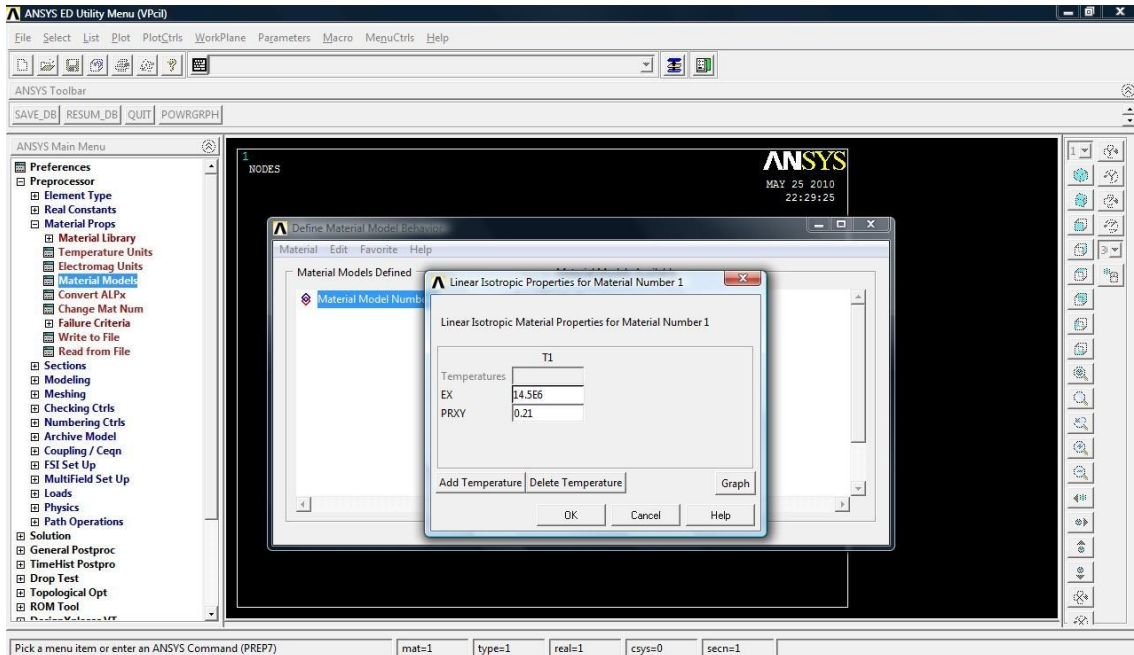 ANSYS ED Utility Menu (VPcil)
File Select List Plot PlotCtrls WorkPlane Parameters Macro MenuCtrls Help
ANSYS Toolbar
SAVE_DB RESUM_DB QUIT POWRGRPH
ANSYS Main Menu
Preferences
Preprocessor
Element Type
Real Constants
Material Props
Material Library
Temperature Units
Electromag Units
Material Models
Convert ALPx
Change Mat Num
Failure Criteria
Write to File
Read from File
Sections
Modeling
Meshing
Checking Ctrls
Numbering Ctrls
Archive Model
Coupling / Ceqn
FSI Set Up
MultiField Set Up
Loads
Physics
Path Operations
Solution
General Postproc
TimeHist Postpro
Drop Test
Topological Opt
ROM Tool
1
NODES
ANSYS
MAY 25 2010
22:29:25
Define Material Model Behavior
Material Edit Favorite Help
Material Models Defined
Material Model Numbe
Linear Isotropic Properties for Material Number 1
Linear Isotropic Material Properties for Material Number 1
T1
Temperatures
EX 14.5E6
PRXY 0.21
Add Temperature Delete Temperature Graph
OK Cancel Help
1
3
Pick a menu item or enter an ANSYS Command (PREP7) mat=1 type=1 real=1 csys=0 secn=1